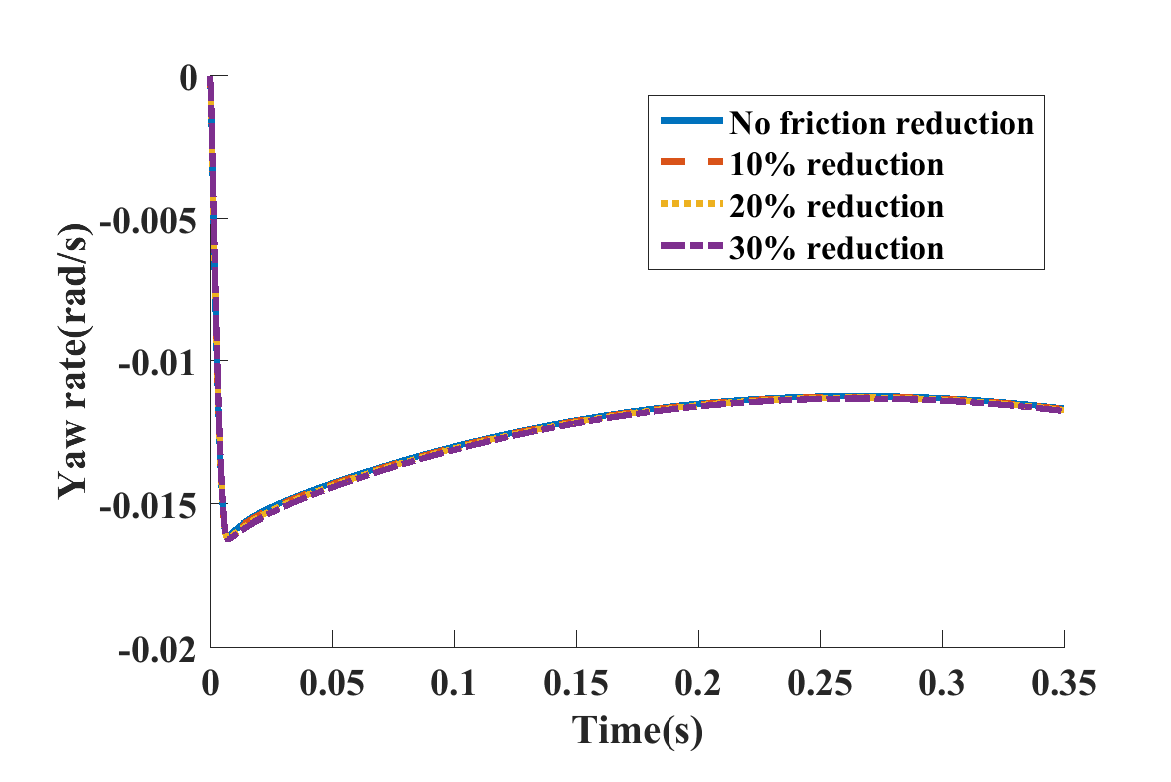 0
-0.005
-0.01
-0.015
-0.02
Yaw rate(rad/s)
No friction reduction
10% reduction
20% reduction
30% reduction
0 0.05 0.1 0.15 0.2 0.25 0.3 0.35
Time(s)